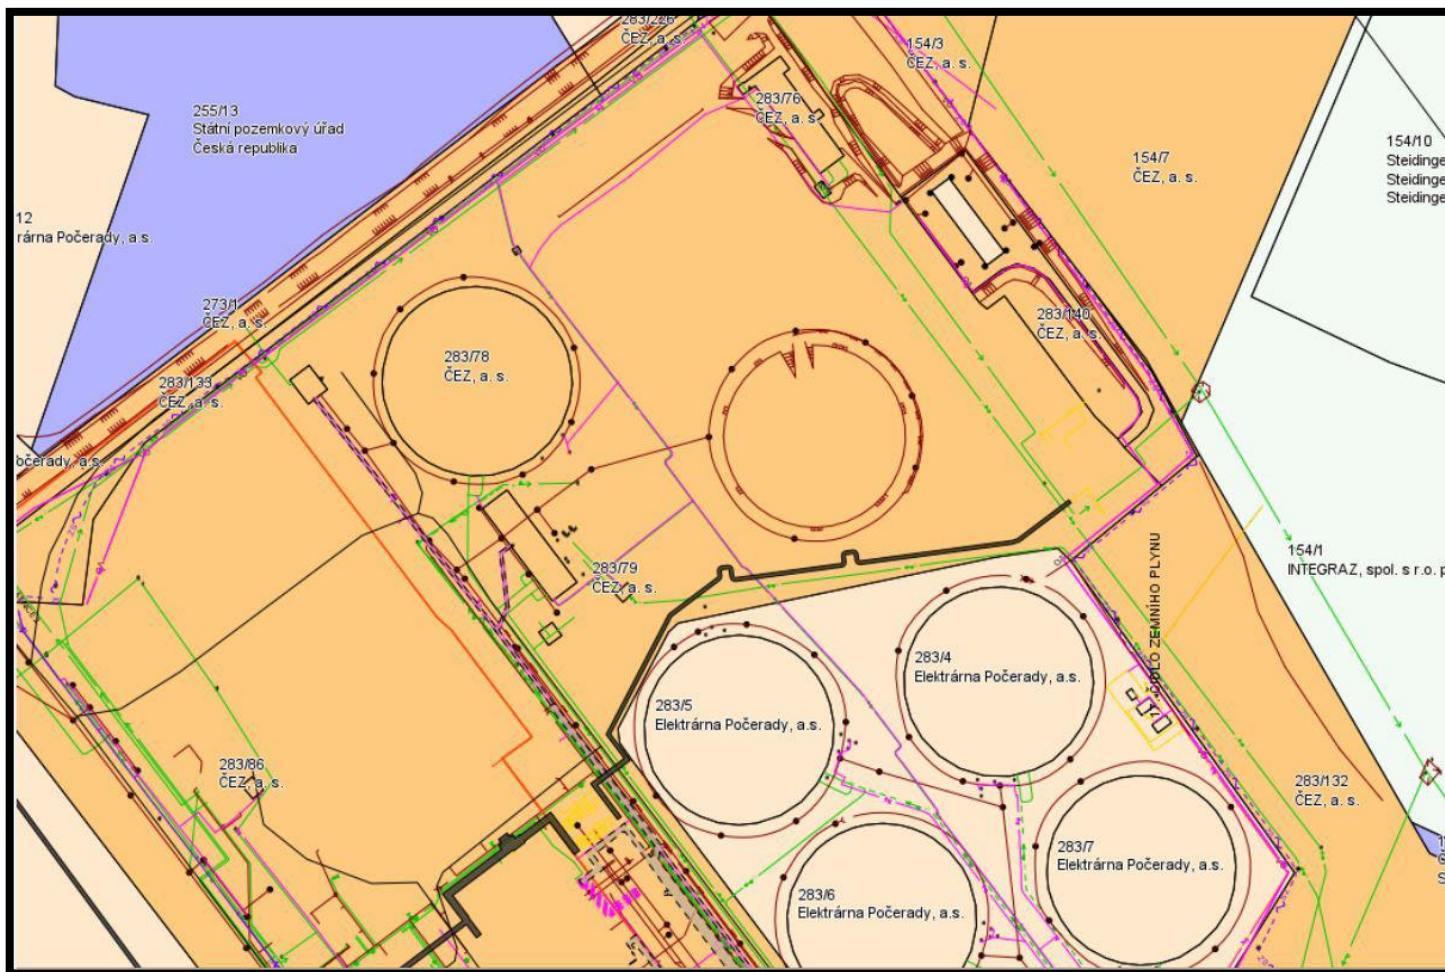 283/226
ČEZ, a. s.
154/3
ČEZ, a. s.
255/13
Státní pozemkový úřad
Česká republika
283/76
ČEZ, a. s.
154/7
ČEZ, a. s.
154/10
Steidinge
Steidinge
Steidinge
12
rárna Počerady, a.s.
273/1
ČEZ, a. s.
283/140
ČEZ, a. s.
283/78
ČEZ, a. s.
283/133
ČEZ, a. s.
očerady, a.s.
283/79
ČEZ, a. s.
154/1
INTEGRAZ, spol. s r.o. p
ČIDLO ZEMNÍHO PLYNU
283/4
Elektrárna Počerady, a.s.
283/5
Elektrárna Počerady, a.s.
283/86
ČEZ, a. s.
283/132
ČEZ, a. s.
283/7
Elektrárna Počerady, a.s.
283/6
Elektrárna Počerady, a.s.